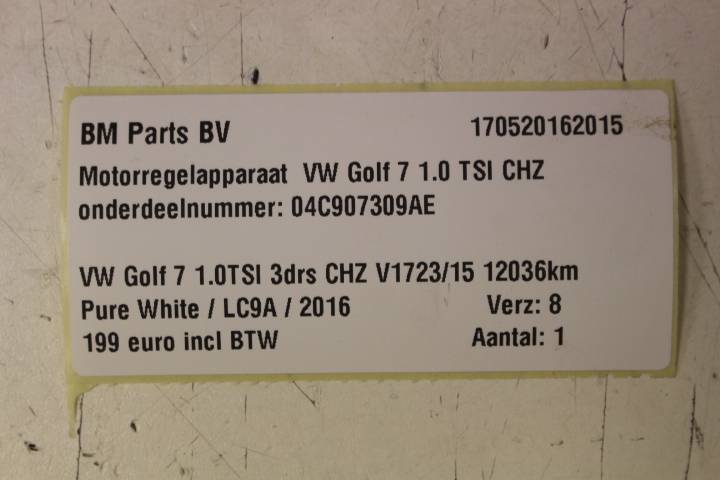 BM Parts BV 170520162015
Motorregelapparaat VW Golf 7 1.0 TSI CHZ
onderdeelnummer: 04C907309AE
VW Golf 7 1.0TSI 3drs CHZ V1723/15 12036km
Pure White / LC9A / 2016 Verz: 8
199 euro incl BTW Aantal: 1